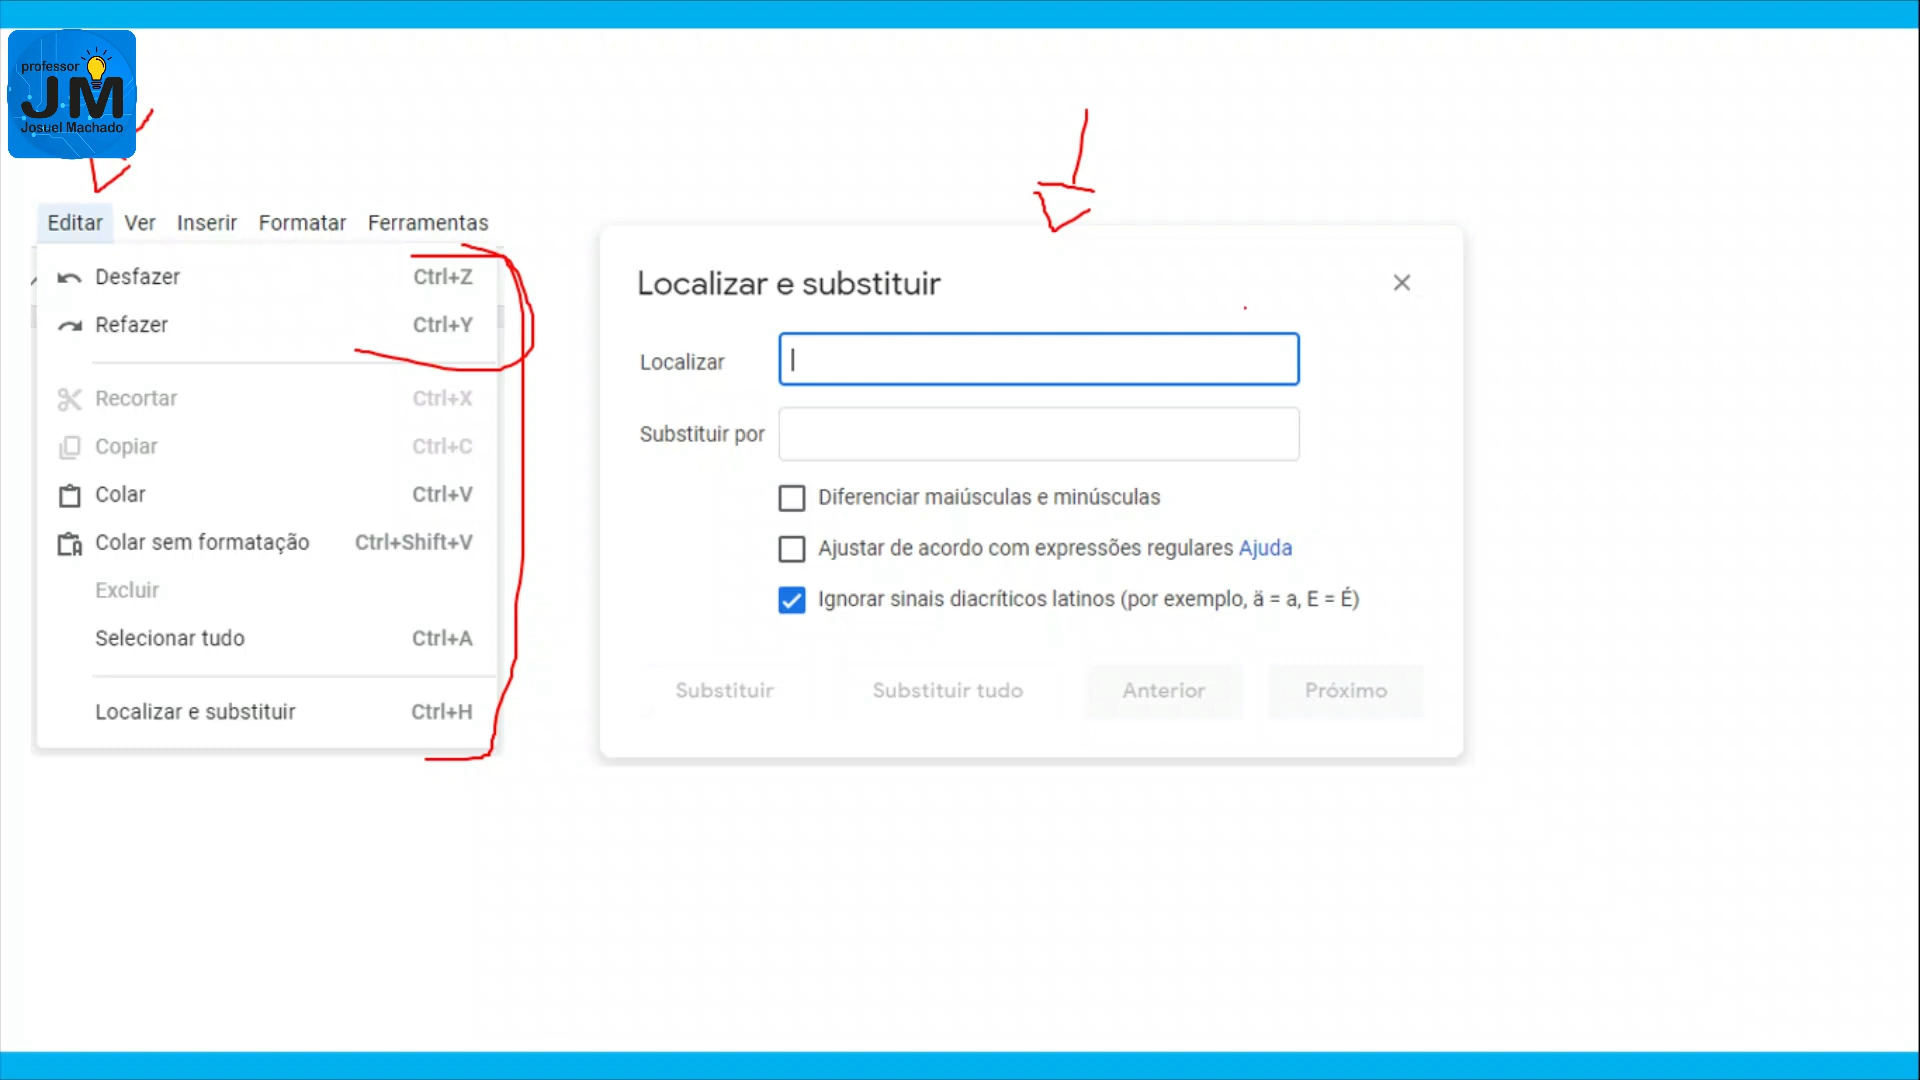 professor
JM
Josuel Machado
Editar Ver Inserir Formatar Ferramentas
Desfazer Ctrl+Z
Refazer Ctrl+Y
Recortar Ctrl+X
Copiar Ctrl+C
Colar Ctrl+V
Colar sem formatação Ctrl+Shift+V
Excluir
Selecionar tudo Ctrl+A
Localizar e substituir Ctrl+H
Localizar e substituir
Localizar
Substituir por
Diferenciar maiúsculas e minúsculas
Ajustar de acordo com expressões regulares Ajuda
Ignorar sinais diacríticos latinos (por exemplo, ä = a, E = É)
Substituir Substituir tudo Anterior Próximo